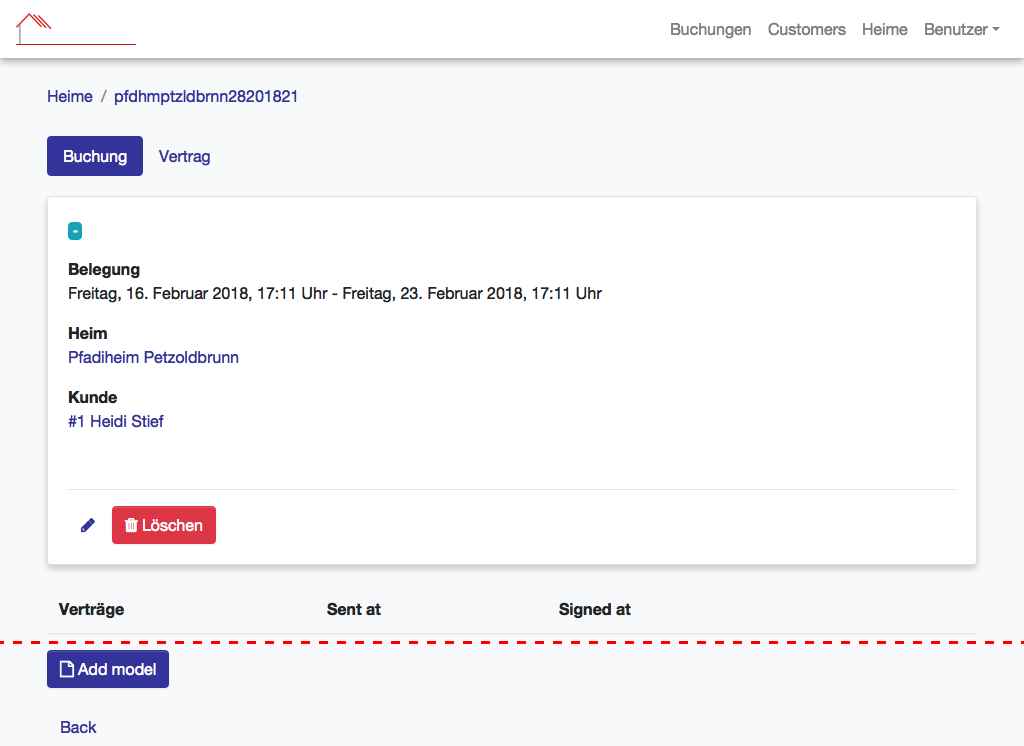 Buchungen Customers Heime Benutzer
Heime / pfdhmptzldbrnn28201821
Buchung Vertrag
-
Belegung
Freitag, 16. Februar 2018, 17:11 Uhr - Freitag, 23. Februar 2018, 17:11 Uhr
Heim
Pfadiheim Petzoldbrunn
Kunde
#1 Heidi Stief
Löschen
Verträge Sent at Signed at
Add model
Back